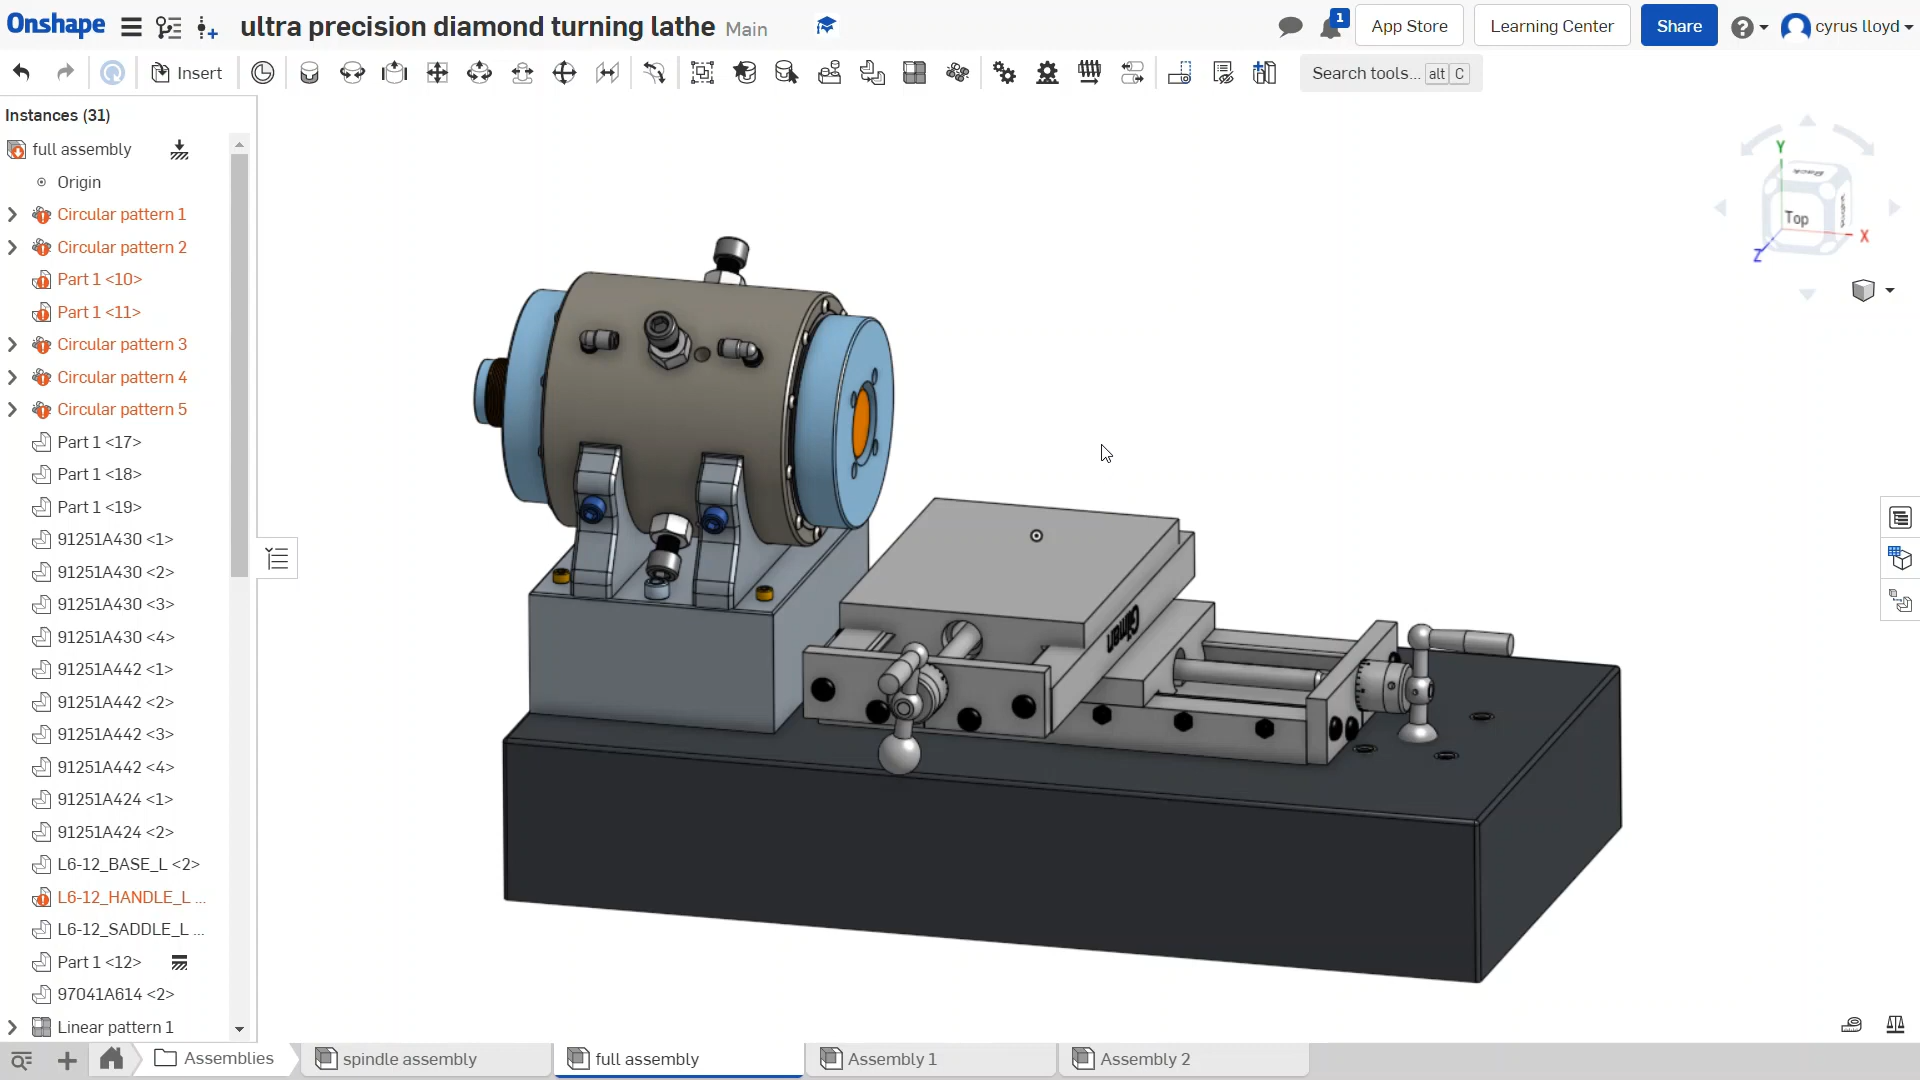 Onshape ultra precision diamond turning lathe Main 1 App Store Learning Center Share cyrus lloyd
Insert Search tools... alt C
Instances (31)
full assembly
Origin
Circular pattern 1
Circular pattern 2
Part 1 <10>
Part 1 <11>
Circular pattern 3
Circular pattern 4
Circular pattern 5
Part 1 <17>
Part 1 <18>
Part 1 <19>
91251A430 <1>
91251A430 <2>
91251A430 <3>
91251A430 <4>
91251A442 <1>
91251A442 <2>
91251A442 <3>
91251A442 <4>
91251A424 <1>
91251A424 <2>
L6-12_BASE_L <2>
L6-12_HANDLE_L ...
L6-12_SADDLE_L ...
Part 1 <12>
97041A614 <2>
Linear pattern 1
Y
Back
Top
X
Z
Gilman
Assemblies spindle assembly full assembly Assembly 1 Assembly 2